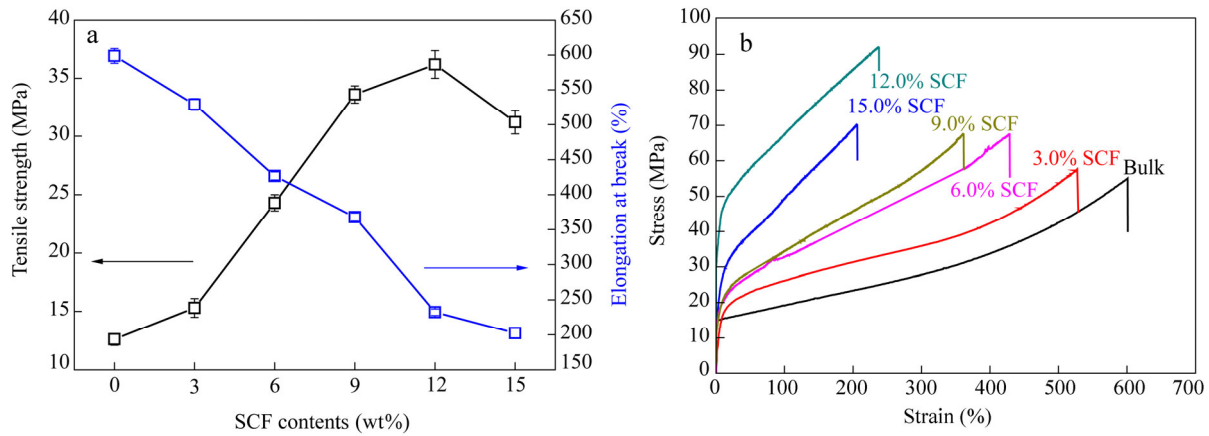 a
Tensile strength (MPa)
40
35
30
25
20
15
10
650
600
550
500
450
400
350
300
250
200
150
Elongation at break (%)
0 3 6 9 12 15
SCF contents (wt%)
b
Stress (MPa)
100
90
80
70
60
50
40
30
20
10
0
12.0% SCF
15.0% SCF
9.0% SCF
6.0% SCF
3.0% SCF
Bulk
0 100 200 300 400 500 600 700
Strain (%)